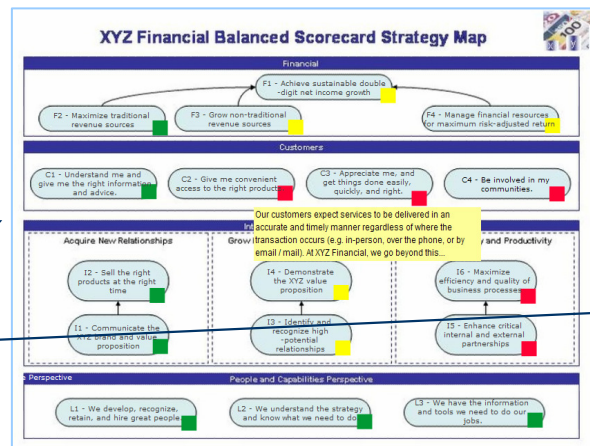 XYZ Financial Balanced Scorecard Strategy Map
100
Financial
F1 - Achieve sustainable double
-digit net income growth
F2 - Maximize traditional
revenue sources
F3 - Grow non-traditional
revenue sources
F4 - Manage financial resources
for maximum risk-adjusted return
Customers
C1 - Understand me and
give me the right information
and advice.
C2 - Give me convenient
access to the right products
C3 - Appreciate me, and
get things done easily,
quickly, and right.
C4 - Be involved in my
communities.
Our customers expect services to be delivered in an
accurate and timely manner regardless of where the
transaction occurs (e.g. in-person, over the phone, or by
email / mail). At XYZ Financial, we go beyond this...
Acquire New Relationships
and Productivity
I2 - Sell the right
products at the right
time
I4 - Demonstrate
the XYZ value
proposition
I6 - Maximize
efficiency and quality of
business processes
I1 - Communicate the
XYZ brand and value
proposition
I3 - Identify and
recognize high
-potential
relationships
I5 - Enhance critical
internal and external
partnerships
Perspective
People and Capabilities Perspective
L1 - We develop, recognize,
retain, and hire great people.
L2 - We understand the strategy
and know what we need to do
L3 - We have the information
and tools we need to do our
jobs.